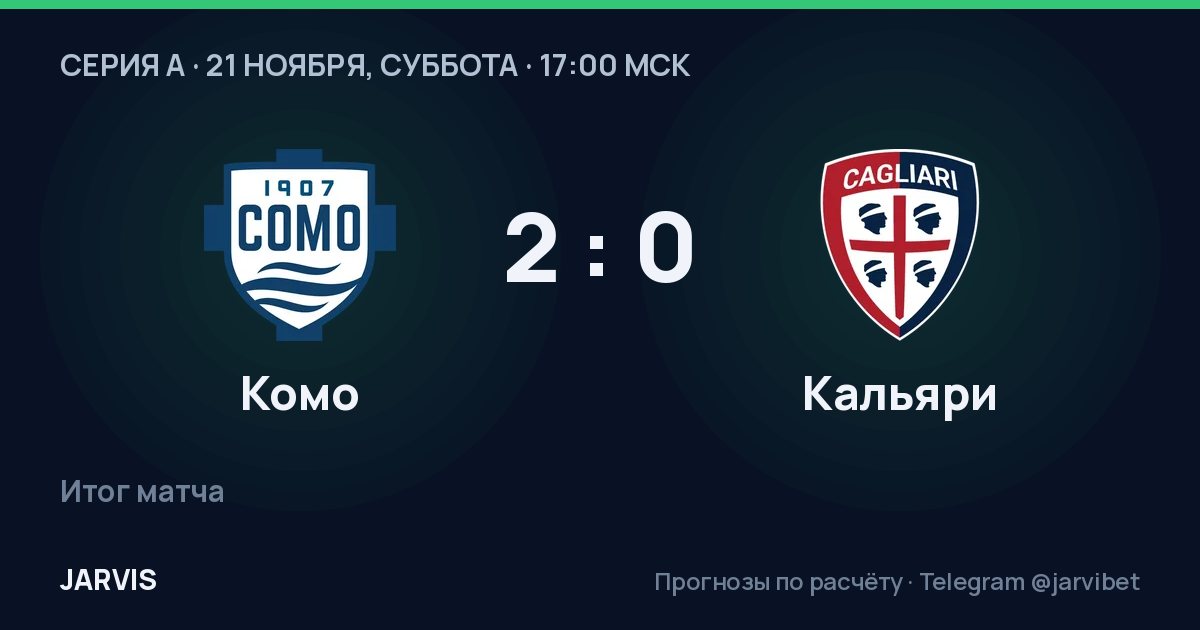 СЕРИЯ А · 21 НОЯБРЯ, СУББОТА · 17:00 МСК
1907
COMO
CAGLIARI
2 : 0
Комо
Кальяри
Итог матча
JARVIS
Прогнозы по расчёту · Telegram @jarvibet